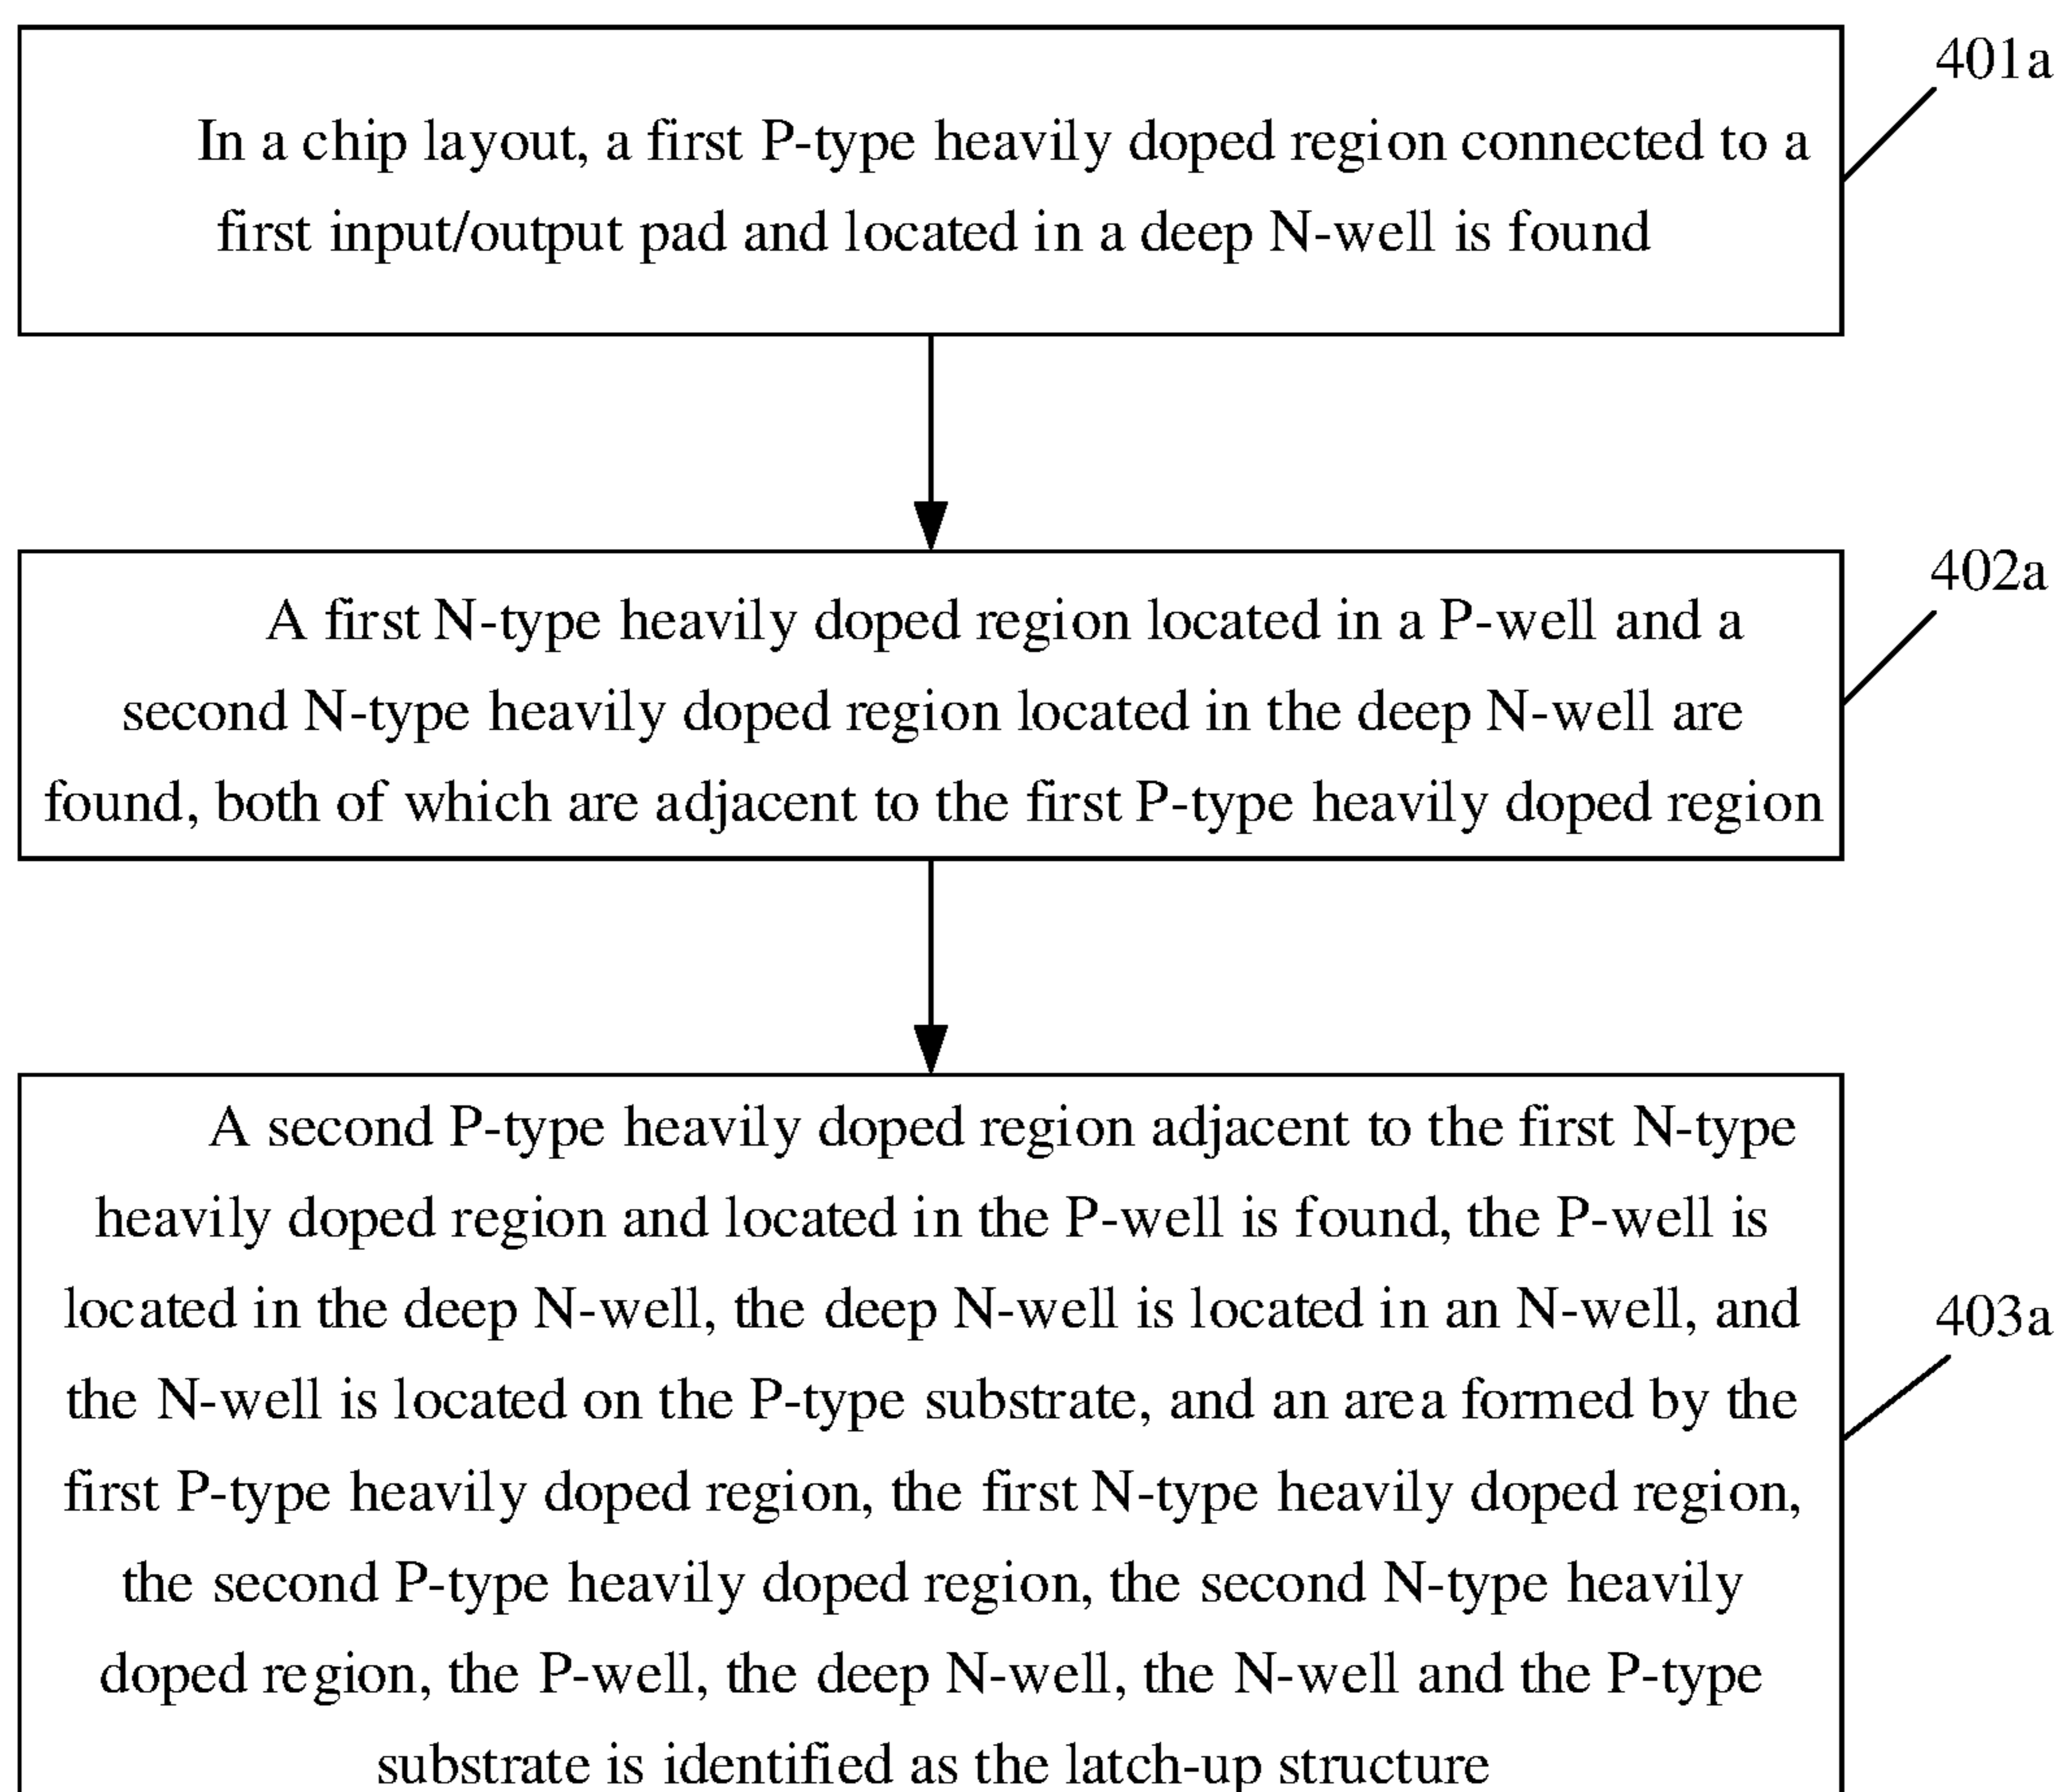 401a
In a chip layout, a first P-type heavily doped region connected to a
first input/output pad and located in a deep N-well is found
402a
A first N-type heavily doped region located in a P-well and a
second N-type heavily doped region located in the deep N-well are
found, both of which are adjacent to the first P-type heavily doped region
A second P-type heavily doped region adjacent to the first N-type
heavily doped region and located in the P-well is found, the P-well is
located in the deep N-well, the deep N-well is located in an N-well, and
403a
the N-well is located on the P-type substrate, and an area formed by the
first P-type heavily doped region, the first N-type heavily doped region,
the second P-type heavily doped region, the second N-type heavily
doped region, the P-well, the deep N-well, the N-well and the P-type
substrate is identified as the latch-up structure